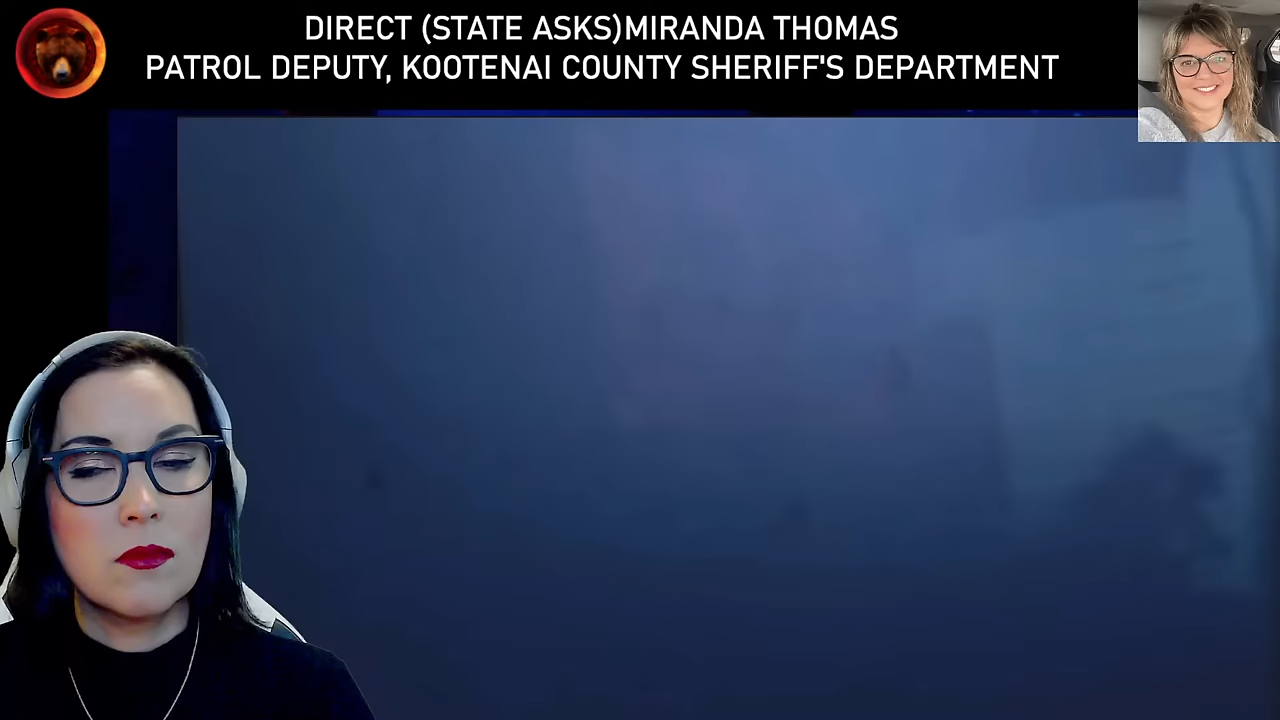 DIRECT (STATE ASKS)MIRANDA THOMAS
PATROL DEPUTY, KOOTENAI COUNTY SHERIFF'S DEPARTMENT